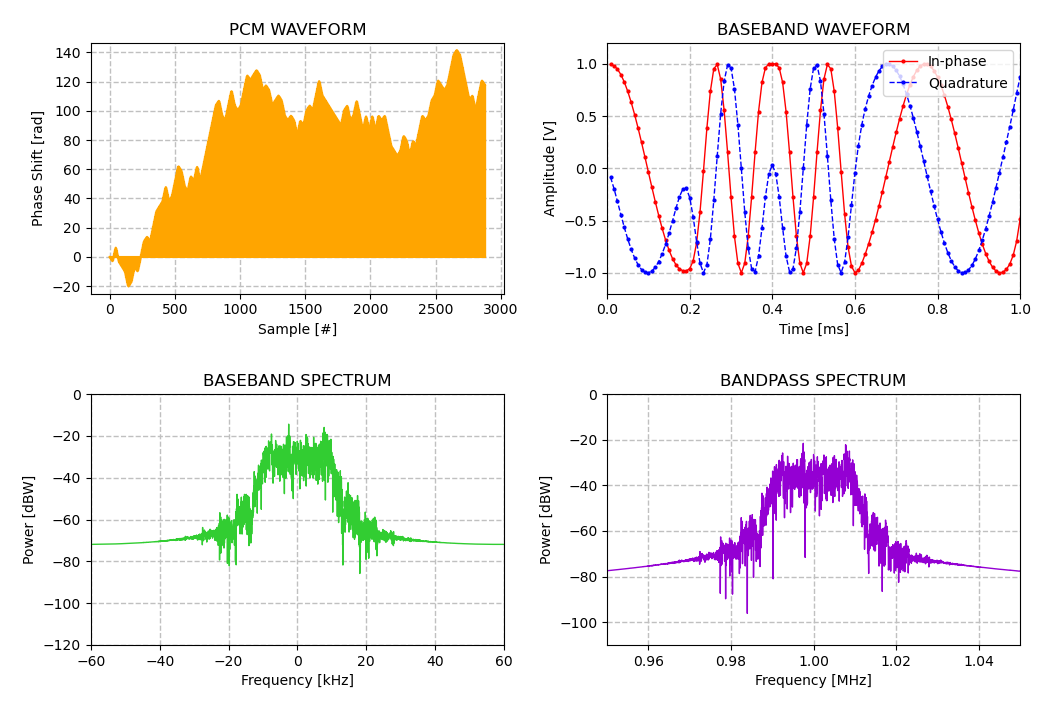 PCM WAVEFORM
Phase Shift [rad]
140
120
100
80
60
40
20
0
−20
0 500 1000 1500 2000 2500 3000
Sample [#]
BASEBAND WAVEFORM
Amplitude [V]
1.0
0.5
0.0
−0.5
−1.0
In-phase
Quadrature
0.0 0.2 0.4 0.6 0.8 1.0
Time [ms]
BASEBAND SPECTRUM
Power [dBW]
0
−20
−40
−60
−80
−100
−120
−60 −40 −20 0 20 40 60
Frequency [kHz]
BANDPASS SPECTRUM
Power [dBW]
0
−20
−40
−60
−80
−100
0.96 0.98 1.00 1.02 1.04
Frequency [MHz]